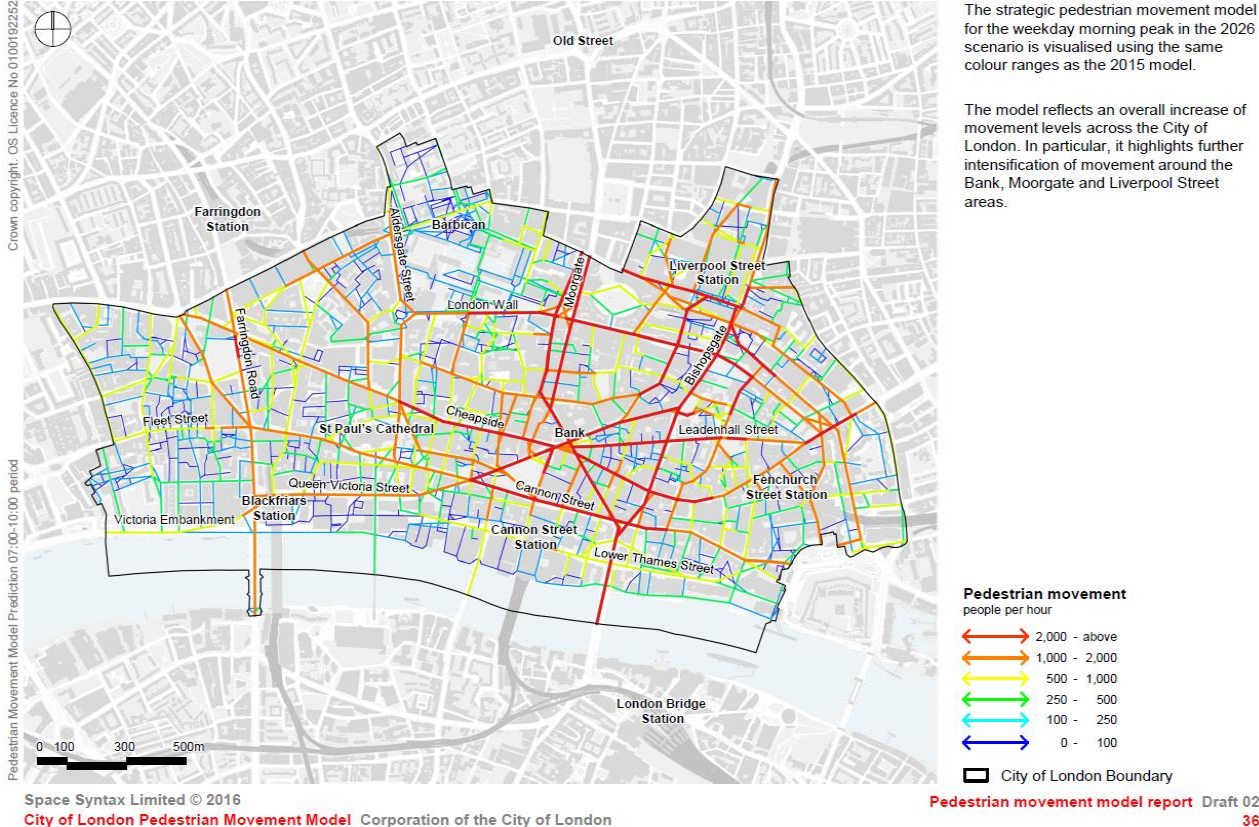 The strategic pedestrian movement model
for the weekday morning peak in the 2026
scenario is visualised using the same
colour ranges as the 2015 model.
The model reflects an overall increase of
movement levels across the City of
London. In particular, it highlights further
intensification of movement around the
Bank, Moorgate and Liverpool Street
areas.
Crown copyright. OS Licence No 0100192252
Pedestrian Movement Model Prediction 07:00-10:00 period
Old Street
Farringdon
Station
Barbican
Aldersgate Street
Moorgate
Liverpool Street
Station
London Wall
Farringdon Road
Bishopsgate
Fleet Street
Cheapside
St Paul's Cathedral
Bank
Leadenhall Street
Queen Victoria Street
Cannon Street
Fenchurch
Street Station
Blackfriars
Station
Victoria Embankment
Cannon Street
Station
Lower Thames Street
London Bridge
Station
0 100 300 500m
Pedestrian movement
people per hour
2,000 - above
1,000 - 2,000
500 - 1,000
250 - 500
100 - 250
0 - 100
City of London Boundary
Space Syntax Limited © 2016
City of London Pedestrian Movement Model Corporation of the City of London
Pedestrian movement model report Draft 02
36